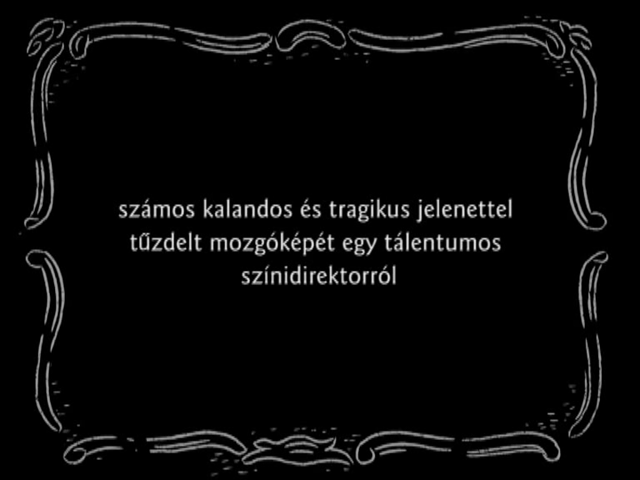 számos kalandos és tragikus jelenettel
tűzdelt mozgóképét egy tálentumos
színidirektorról